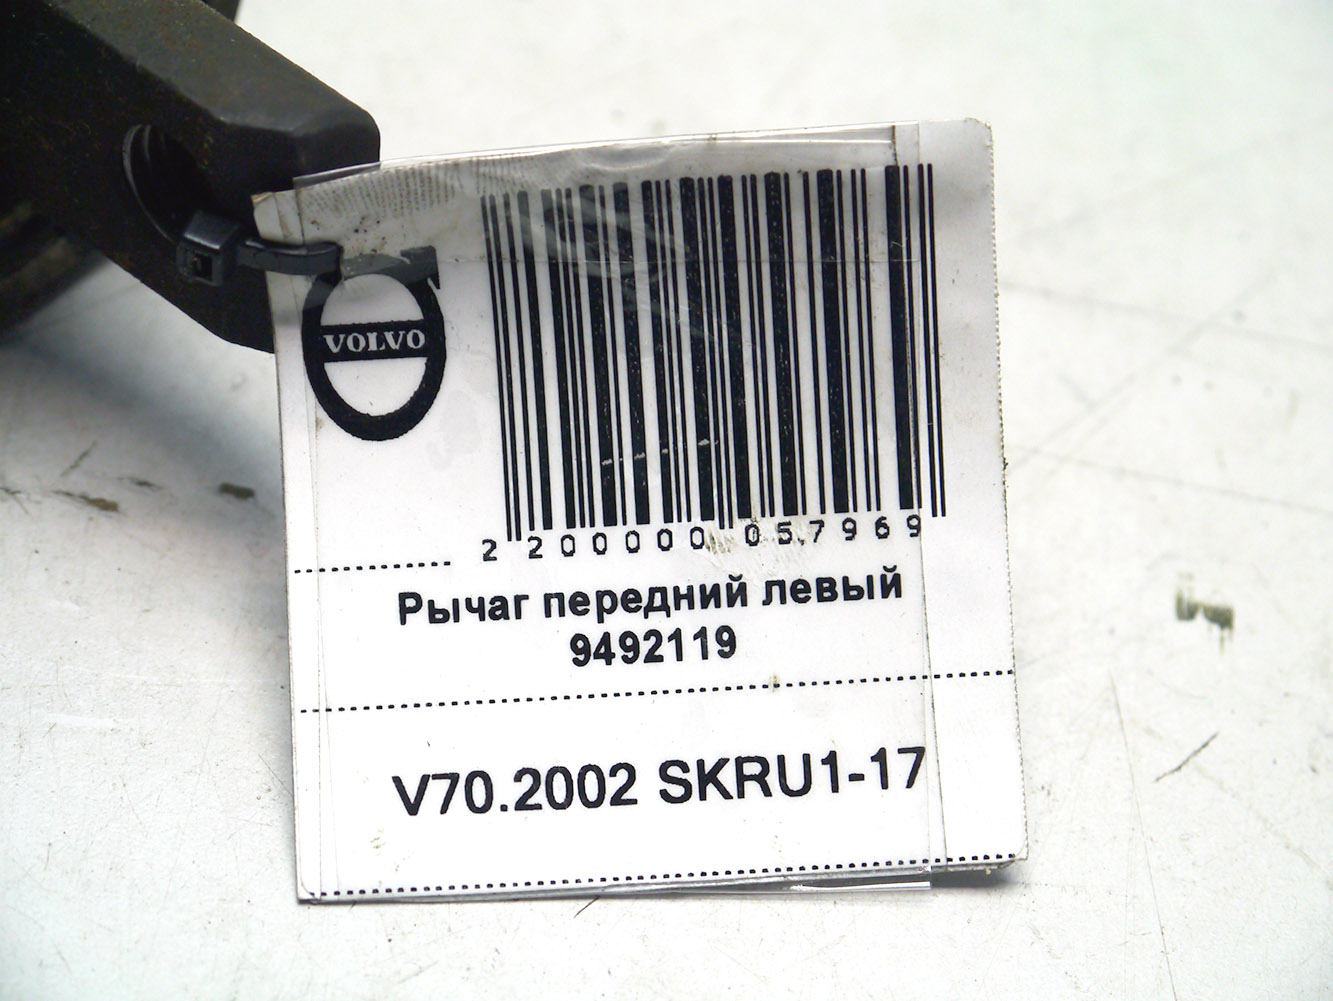 VOLVO
2 200000 057969
Рычаг передний левый
9492119
V70.2002 SKRU1-17